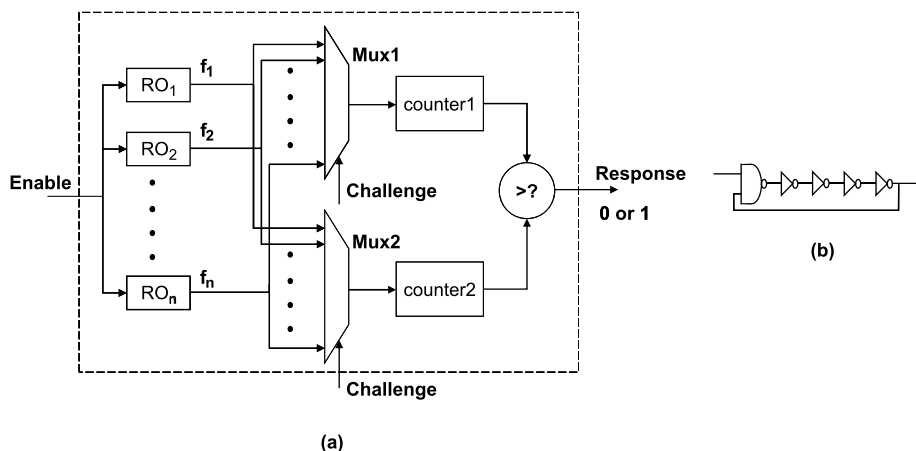 Enable
RO1
f1
RO2
f2
ROn
fn
Mux1
Challenge
Mux2
Challenge
counter1
counter2
>?
Response
0 or 1
(a)
(b)